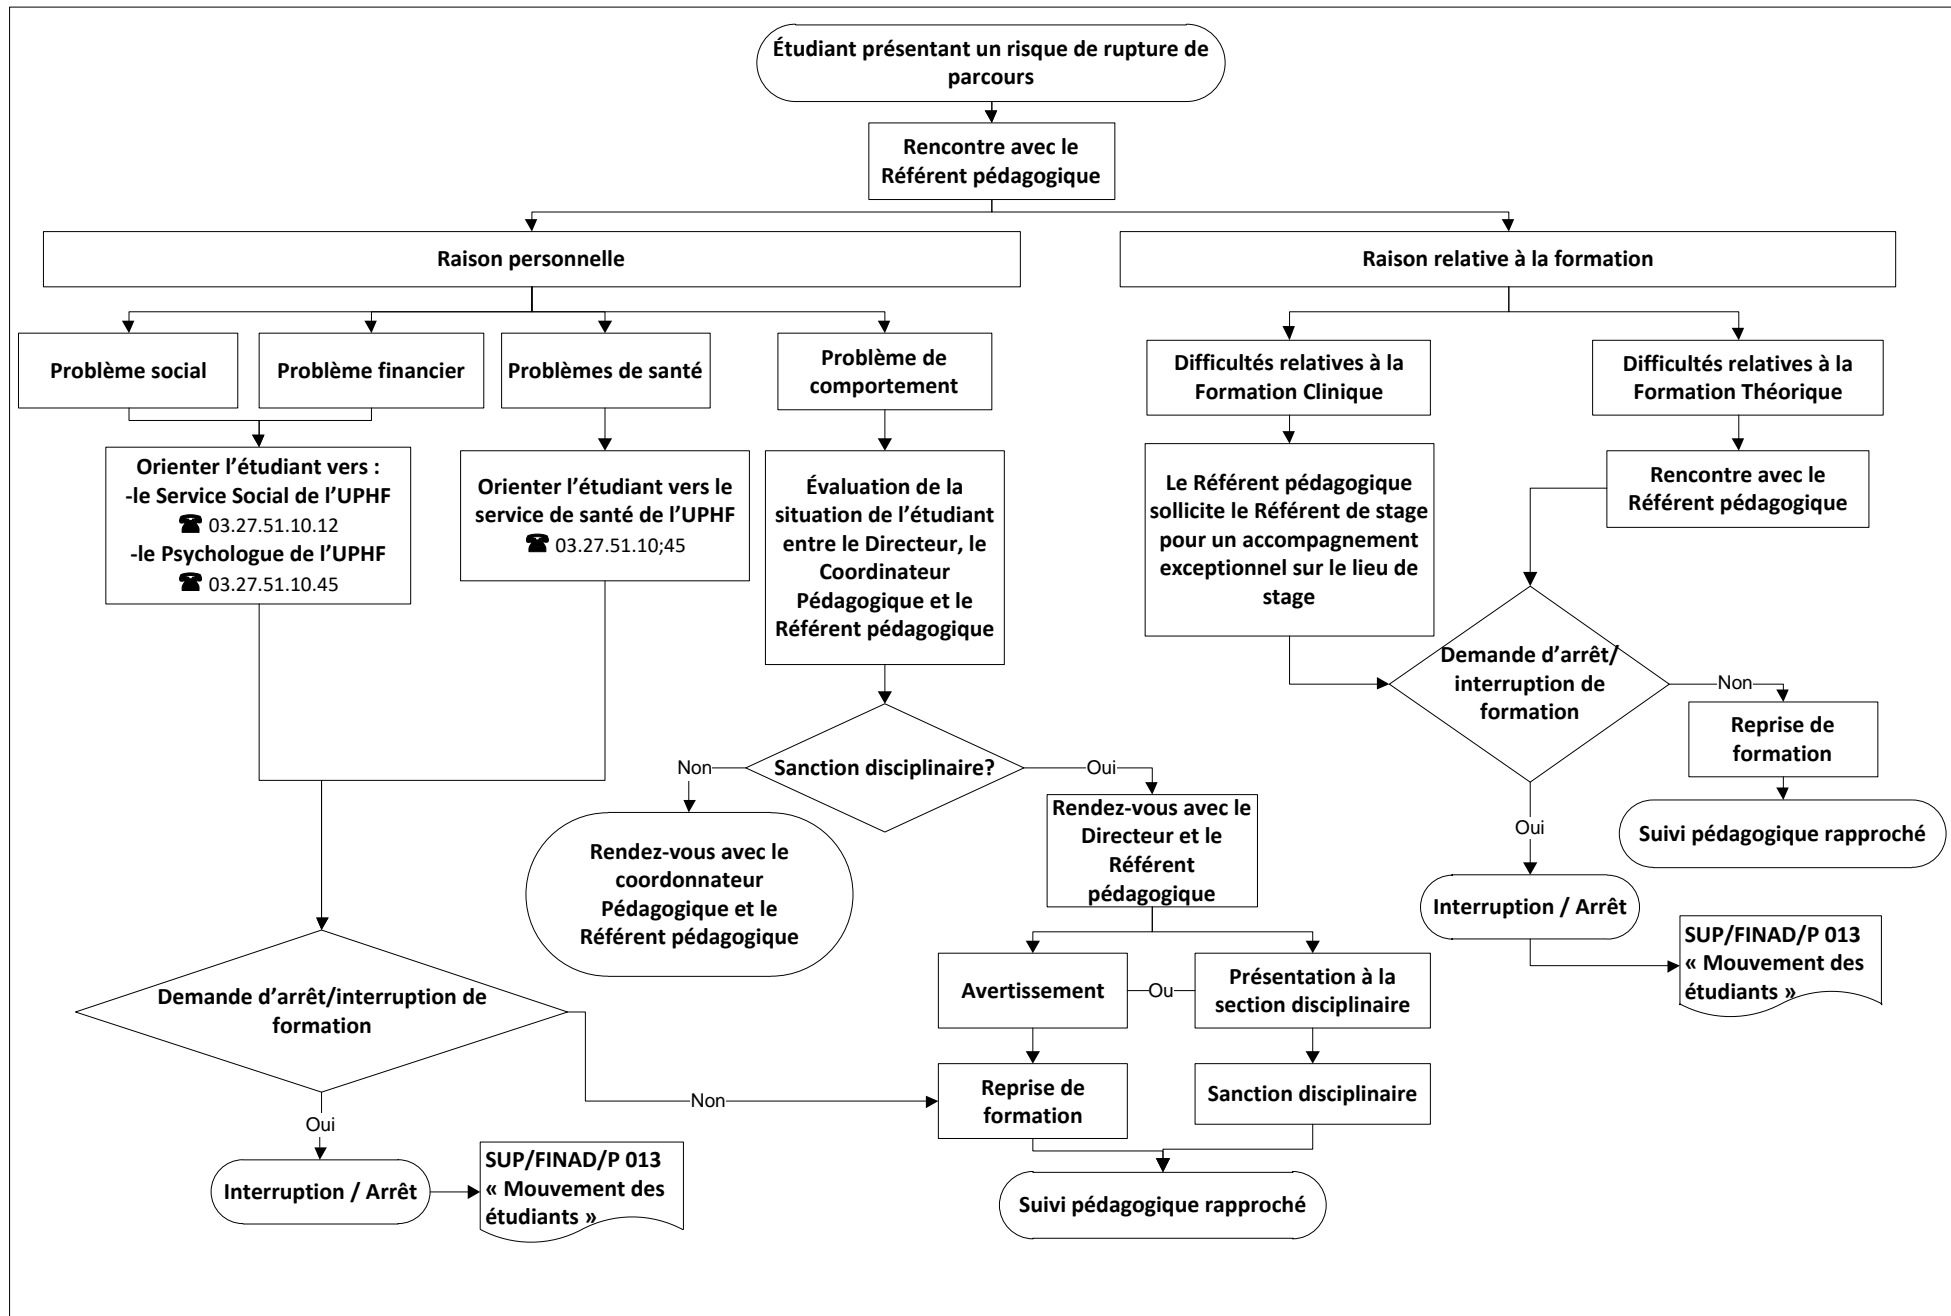 Étudiant présentant un risque de rupture de
parcours
Rencontre avec le
Référent pédagogique
Raison personnelle
Raison relative à la formation
Problème social
Problème financier
Problèmes de santé
Problème de
comportement
Difficultés relatives à la
Formation Clinique
Difficultés relatives à la
Formation Théorique
Orienter l’étudiant vers :
-le Service Social de l’UPHF
☎ 03.27.51.10.12
-le Psychologue de l’UPHF
☎ 03.27.51.10.45
Orienter l’étudiant vers le
service de santé de l’UPHF
☎ 03.27.51.10;45
Évaluation de la
situation de l’étudiant
entre le Directeur, le
Coordinateur
Pédagogique et le
Référent pédagogique
Le Référent pédagogique
sollicite le Référent de stage
pour un accompagnement
exceptionnel sur le lieu de
stage
Rencontre avec le
Référent pédagogique
Demande d’arrêt/
interruption de
formation
Non
Reprise de
formation
Suivi pédagogique rapproché
Oui
Interruption / Arrêt
SUP/FINAD/P 013
« Mouvement des
étudiants »
Sanction disciplinaire?
Non
Oui
Rendez-vous avec le
coordonnateur
Pédagogique et le
Référent pédagogique
Rendez-vous avec le
Directeur et le
Référent
pédagogique
Avertissement
Ou
Présentation à la
section disciplinaire
Demande d’arrêt/interruption de
formation
Non
Reprise de
formation
Sanction disciplinaire
Oui
Interruption / Arrêt
SUP/FINAD/P 013
« Mouvement des
étudiants »
Suivi pédagogique rapproché